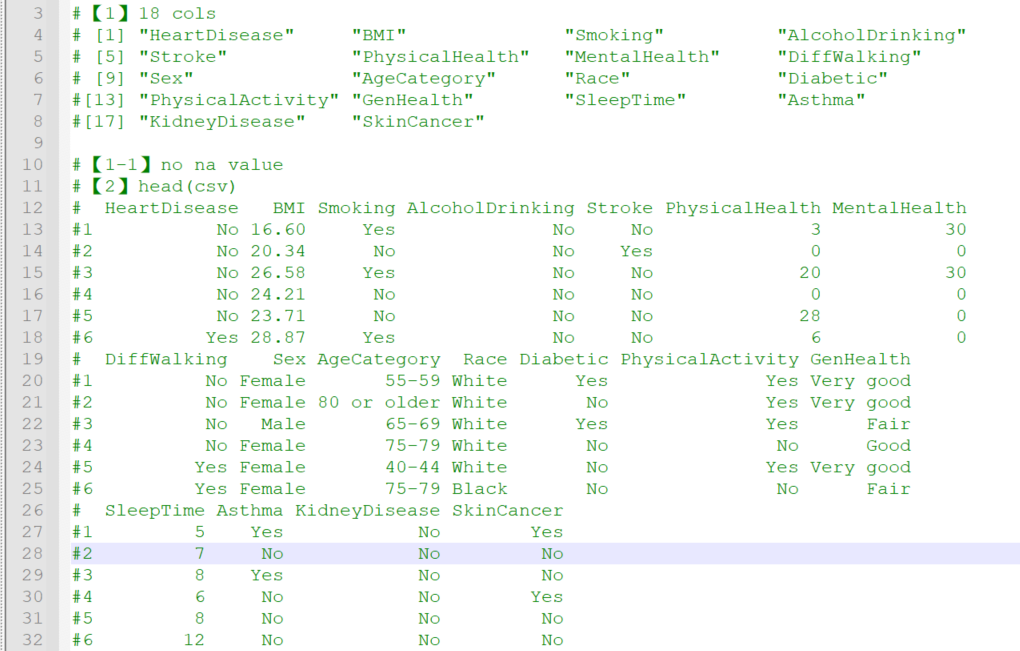 3 #【1】18 cols
4 # [1] "HeartDisease" "BMI" "Smoking" "AlcoholDrinking"
5 # [5] "Stroke" "PhysicalHealth" "MentalHealth" "DiffWalking"
6 # [9] "Sex" "AgeCategory" "Race" "Diabetic"
7 #[13] "PhysicalActivity" "GenHealth" "SleepTime" "Asthma"
8 #[17] "KidneyDisease" "SkinCancer"
9
10 #【1-1】no na value
11 #【2】head(csv)
12 # HeartDisease BMI Smoking AlcoholDrinking Stroke PhysicalHealth MentalHealth
13 #1 No 16.60 Yes No No 3 30
14 #2 No 20.34 No No Yes 0 0
15 #3 No 26.58 Yes No No 20 30
16 #4 No 24.21 No No No 0 0
17 #5 No 23.71 No No No 28 0
18 #6 Yes 28.87 Yes No No 6 0
19 # DiffWalking Sex AgeCategory Race Diabetic PhysicalActivity GenHealth
20 #1 No Female 55-59 White Yes Yes Very good
21 #2 No Female 80 or older White No Yes Very good
22 #3 No Male 65-69 White Yes Yes Fair
23 #4 No Female 75-79 White No No Good
24 #5 Yes Female 40-44 White No Yes Very good
25 #6 Yes Female 75-79 Black No No Fair
26 # SleepTime Asthma KidneyDisease SkinCancer
27 #1 5 Yes No Yes
28 #2 7 No No No
29 #3 8 Yes No No
30 #4 6 No No Yes
31 #5 8 No No No
32 #6 12 No No No